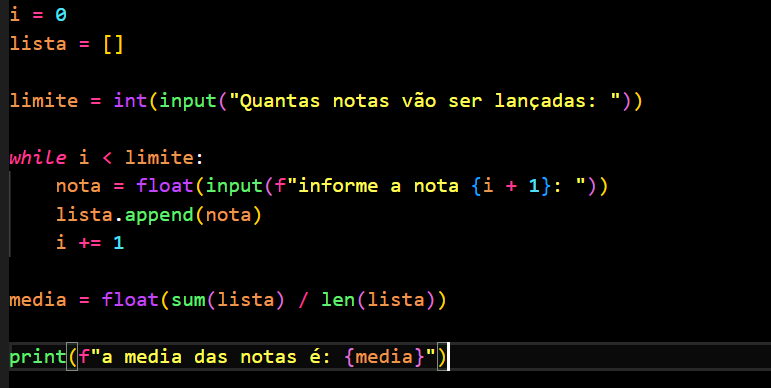 i = 0
lista = []
limite = int(input("Quantas notas vão ser lançadas: "))
while i < limite:
    nota = float(input(f"informe a nota {i + 1}: "))
    lista.append(nota)
    i += 1
media = float(sum(lista) / len(lista))
print(f"a media das notas é: {media}")